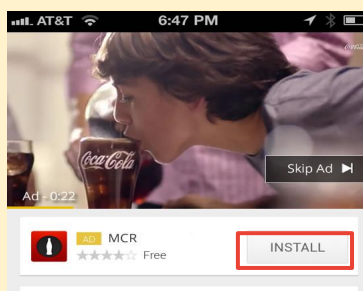 AT&T 6:47 PM
Coca-Cola
Skip Ad
Ad - 0:22
AD MCR
Free
INSTALL